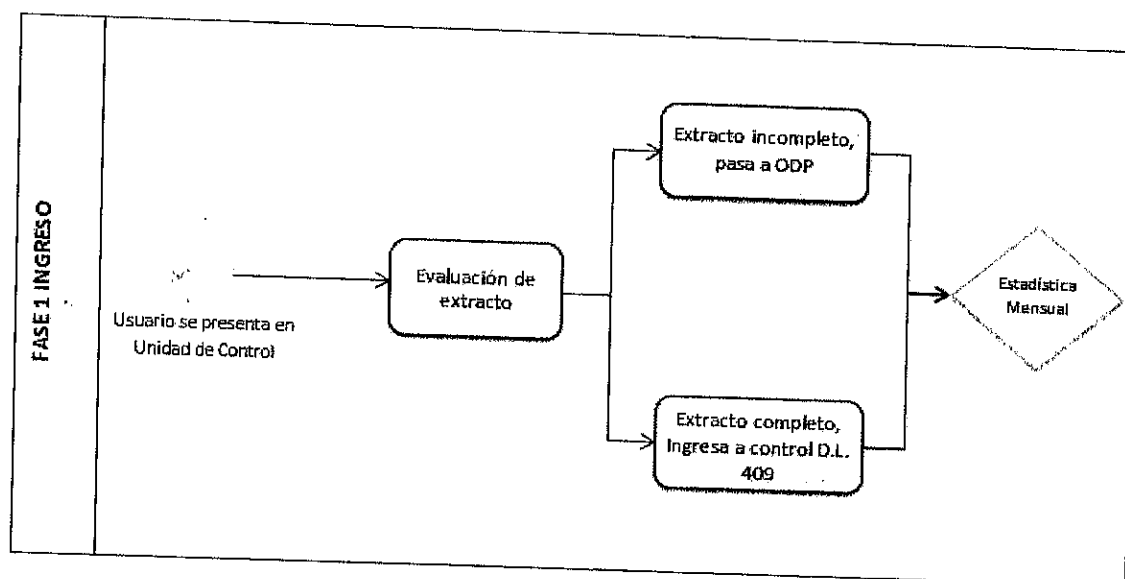 FASE 1 INGRESO
Usuario se presenta en
Unidad de Control
Evaluación de
extracto
Extracto incompleto,
pasa a ODP
Extracto completo,
Ingresa a control D.L.
409
Estadística
Mensual